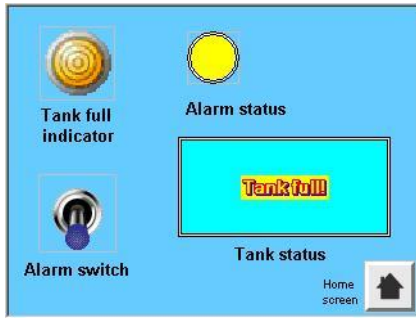 Tank full
indicator
Alarm status
Tank full!
Alarm switch
Tank status
Home
screen